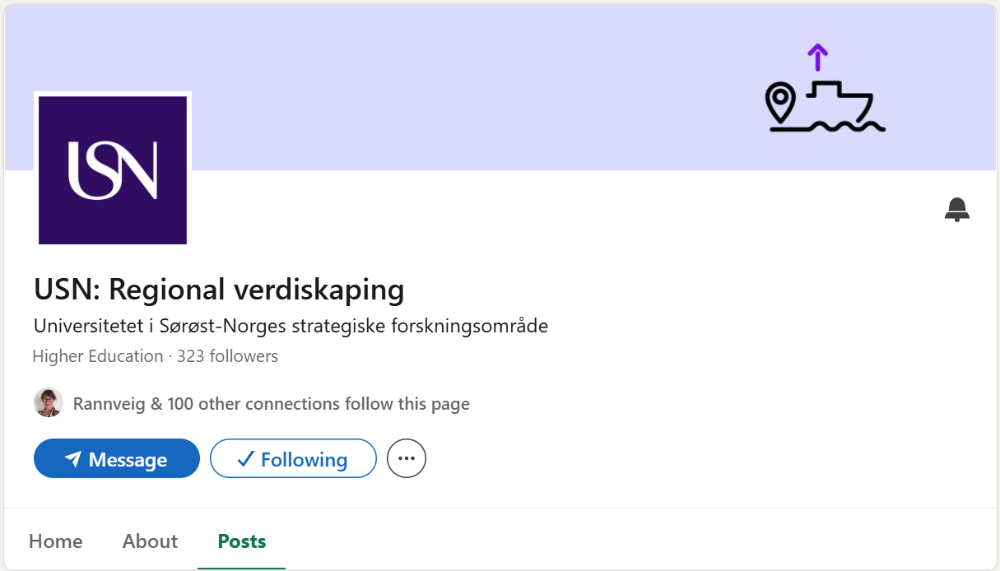 USN
USN: Regional verdiskaping
Universitetet i Sørøst-Norges strategiske forskningsområde
Higher Education · 323 followers
Rannveig & 100 other connections follow this page
Message
Following
Home
About
Posts